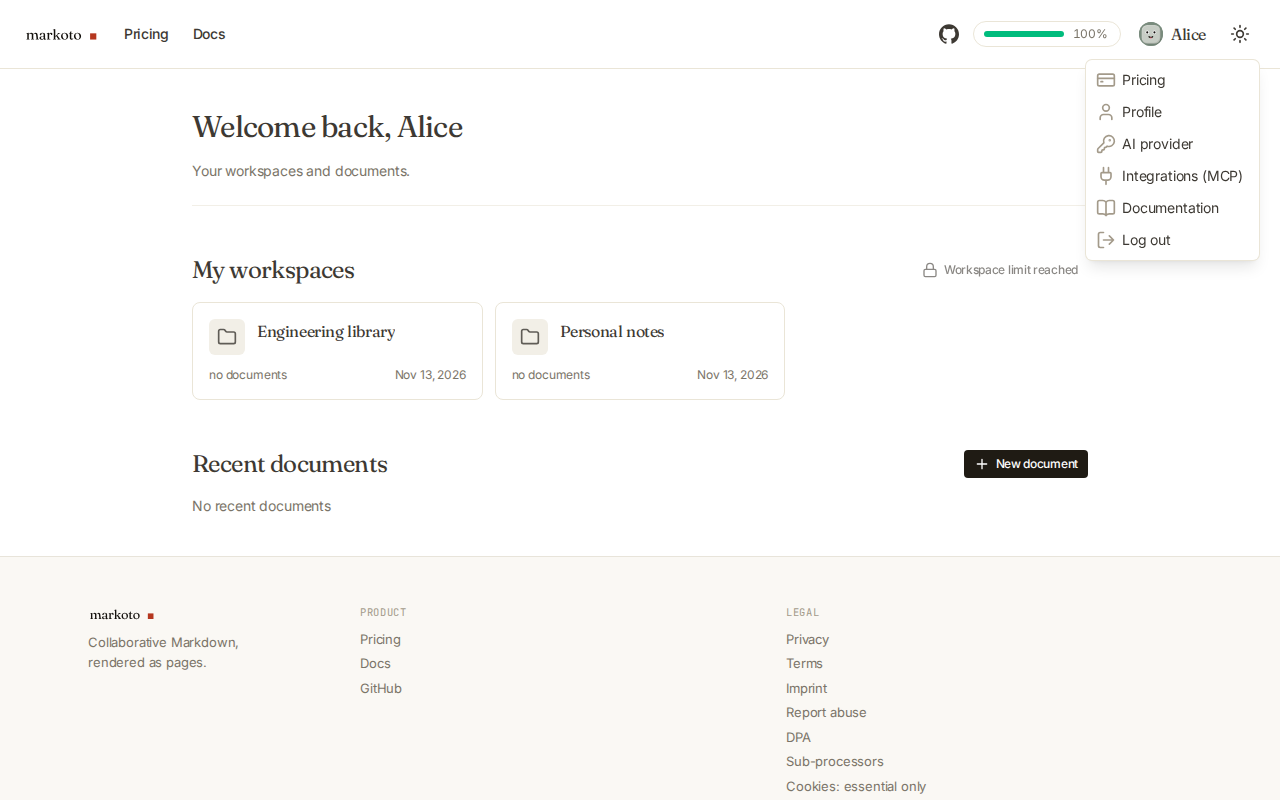 markoto
Pricing
Docs
100%
Alice
Pricing
Profile
AI provider
Integrations (MCP)
Documentation
Log out
Welcome back, Alice
Your workspaces and documents.
My workspaces
Workspace limit reached
Engineering library
no documents
Nov 13, 2026
Personal notes
no documents
Nov 13, 2026
Recent documents
New document
No recent documents
markoto
Collaborative Markdown,
rendered as pages.
PRODUCT
Pricing
Docs
GitHub
LEGAL
Privacy
Terms
Imprint
Report abuse
DPA
Sub-processors
Cookies: essential only